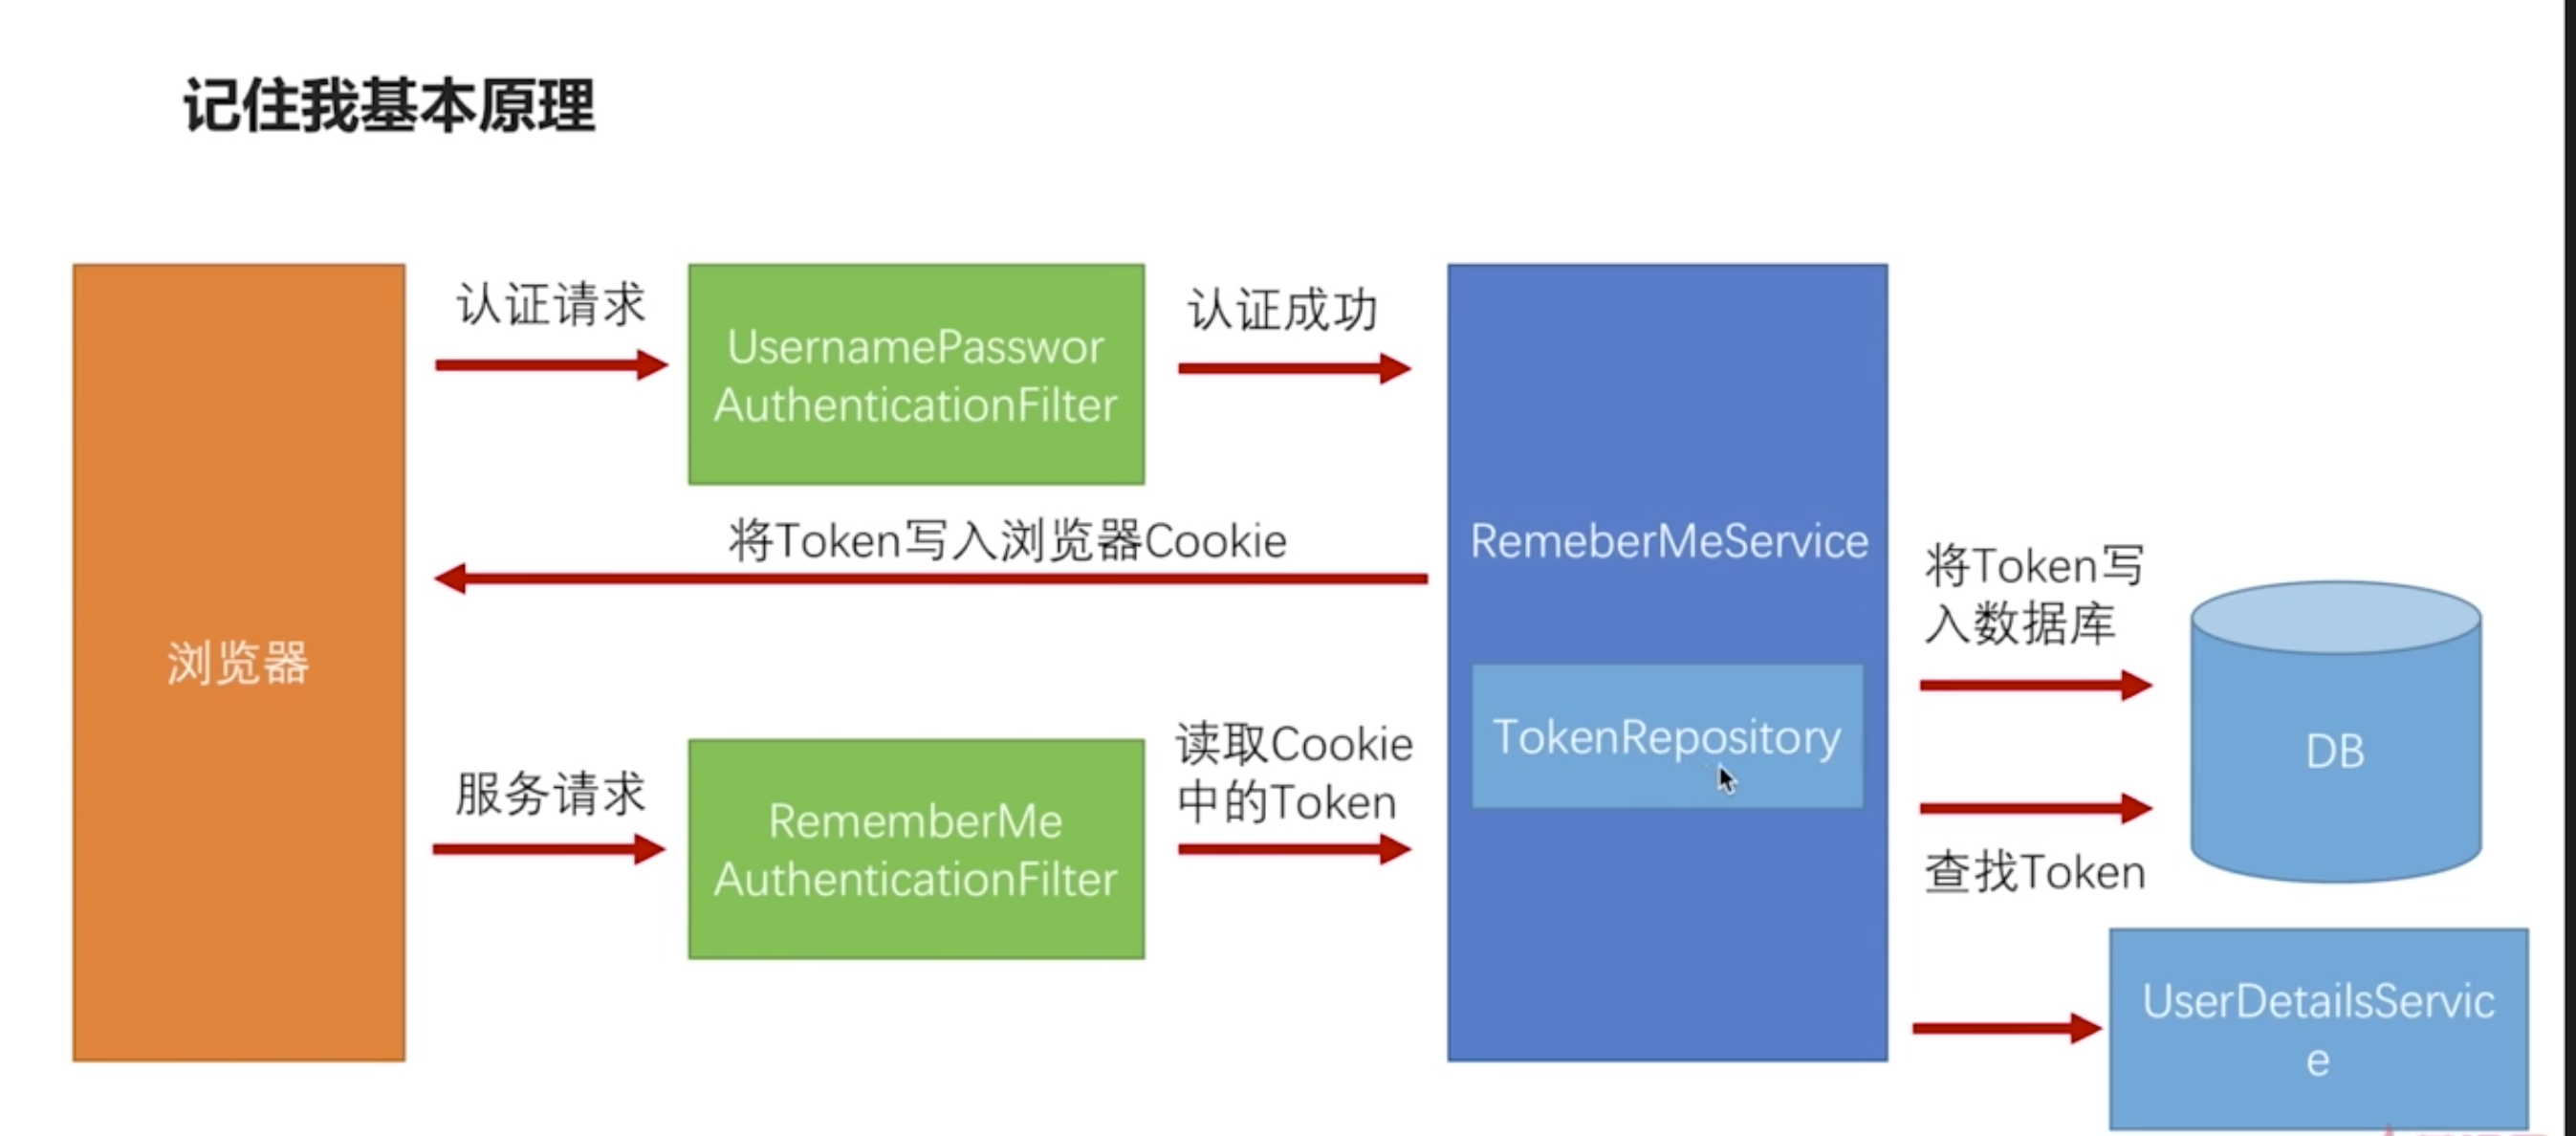 记住我基本原理
认证请求
UsernamePasswor
AuthenticationFilter
认证成功
将Token写入浏览器Cookie
浏览器
服务请求
RememberMe
AuthenticationFilter
读取Cookie
中的Token
RemeberMeService
TokenRepository
将Token写
入数据库
DB
查找Token
UserDetailsServic
e